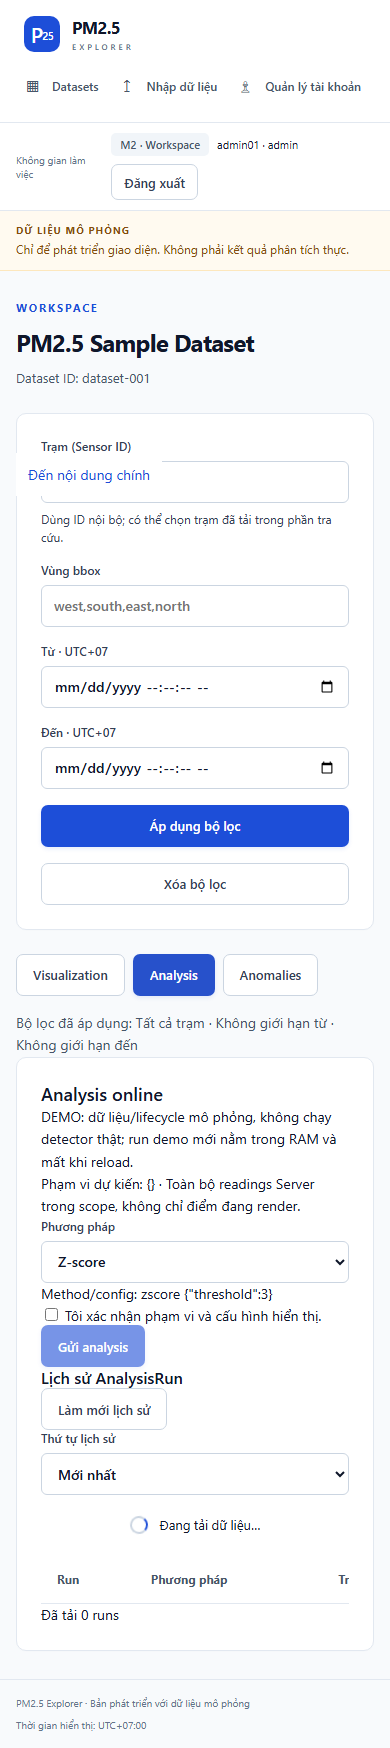 P25
PM2.5
EXPLORER
Datasets
Nhập dữ liệu
Quản lý tài khoản
Không gian làm
việc
M2 · Workspace
admin01 · admin
Đăng xuất
DỮ LIỆU MÔ PHỎNG
Chỉ để phát triển giao diện. Không phải kết quả phân tích thực.
WORKSPACE
PM2.5 Sample Dataset
Dataset ID: dataset-001
Trạm (Sensor ID)
Đến nội dung chính
Dùng ID nội bộ; có thể chọn trạm đã tải trong phần tra
cứu.
Vùng bbox
west,south,east,north
Từ · UTC+07
mm/dd/yyyy --:--:-- --
Đến · UTC+07
mm/dd/yyyy --:--:-- --
Áp dụng bộ lọc
Xóa bộ lọc
Visualization
Analysis
Anomalies
Bộ lọc đã áp dụng: Tất cả trạm · Không giới hạn từ ·
Không giới hạn đến
Analysis online
DEMO: dữ liệu/lifecycle mô phỏng, không chạy
detector thật; run demo mới nằm trong RAM và
mất khi reload.
Phạm vi dự kiến: {} · Toàn bộ readings Server
trong scope, không chỉ điểm đang render.
Phương pháp
Z-score
Method/config: zscore {"threshold":3}
Tôi xác nhận phạm vi và cấu hình hiển thị.
Gửi analysis
Lịch sử AnalysisRun
Làm mới lịch sử
Thứ tự lịch sử
Mới nhất
Đang tải dữ liệu...
Run
Phương pháp
Tr
Đã tải 0 runs
PM2.5 Explorer · Bản phát triển với dữ liệu mô phỏng
Thời gian hiển thị: UTC+07:00